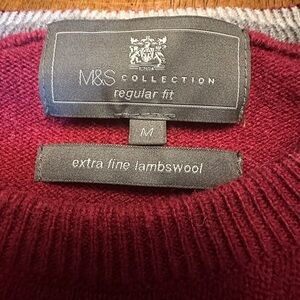 M&S COLLECTION
regular fit
M
extra fine lambswool